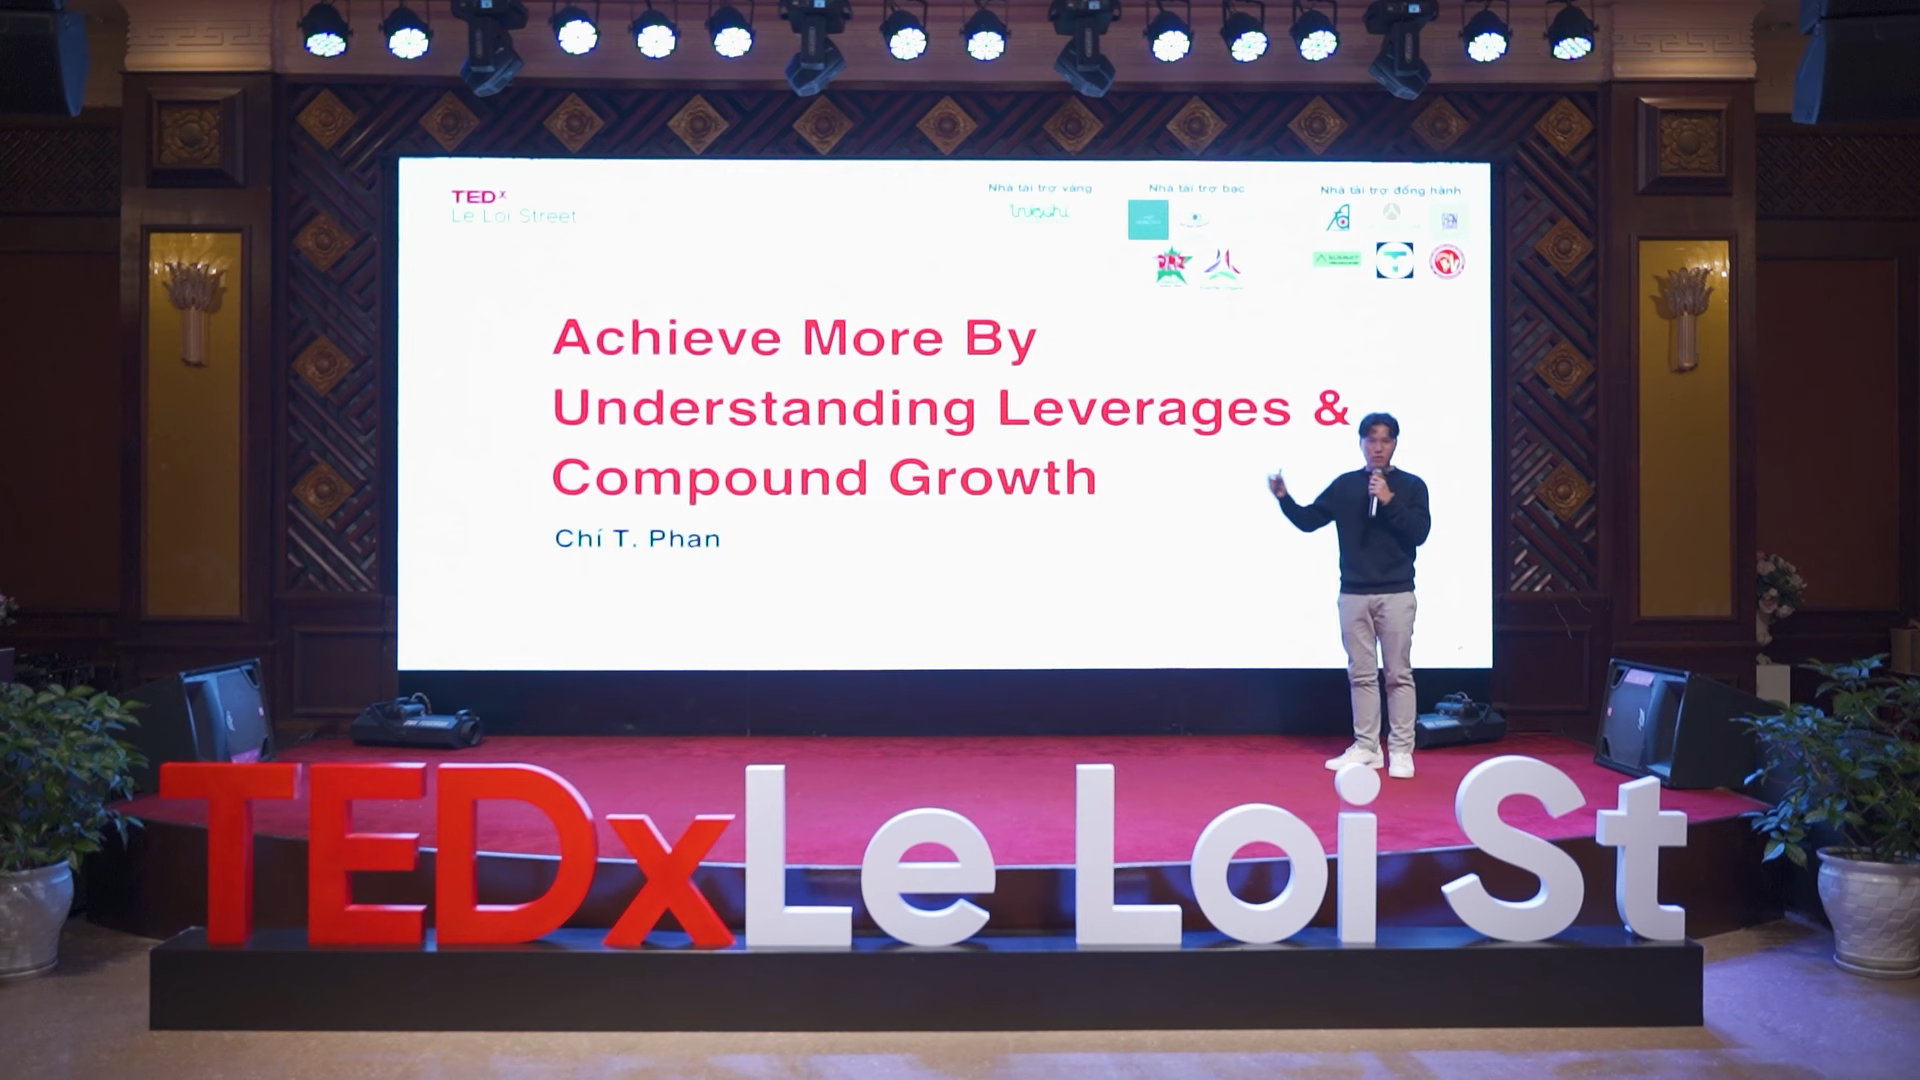 TEDx
Le Loi Street
Nhà tài trợ vàng
Nhà tài trợ bạc
Nhà tài trợ đồng hành
Achieve More By
Understanding Leverages &
Compound Growth
Chí T. Phan
TEDxLe Loi St